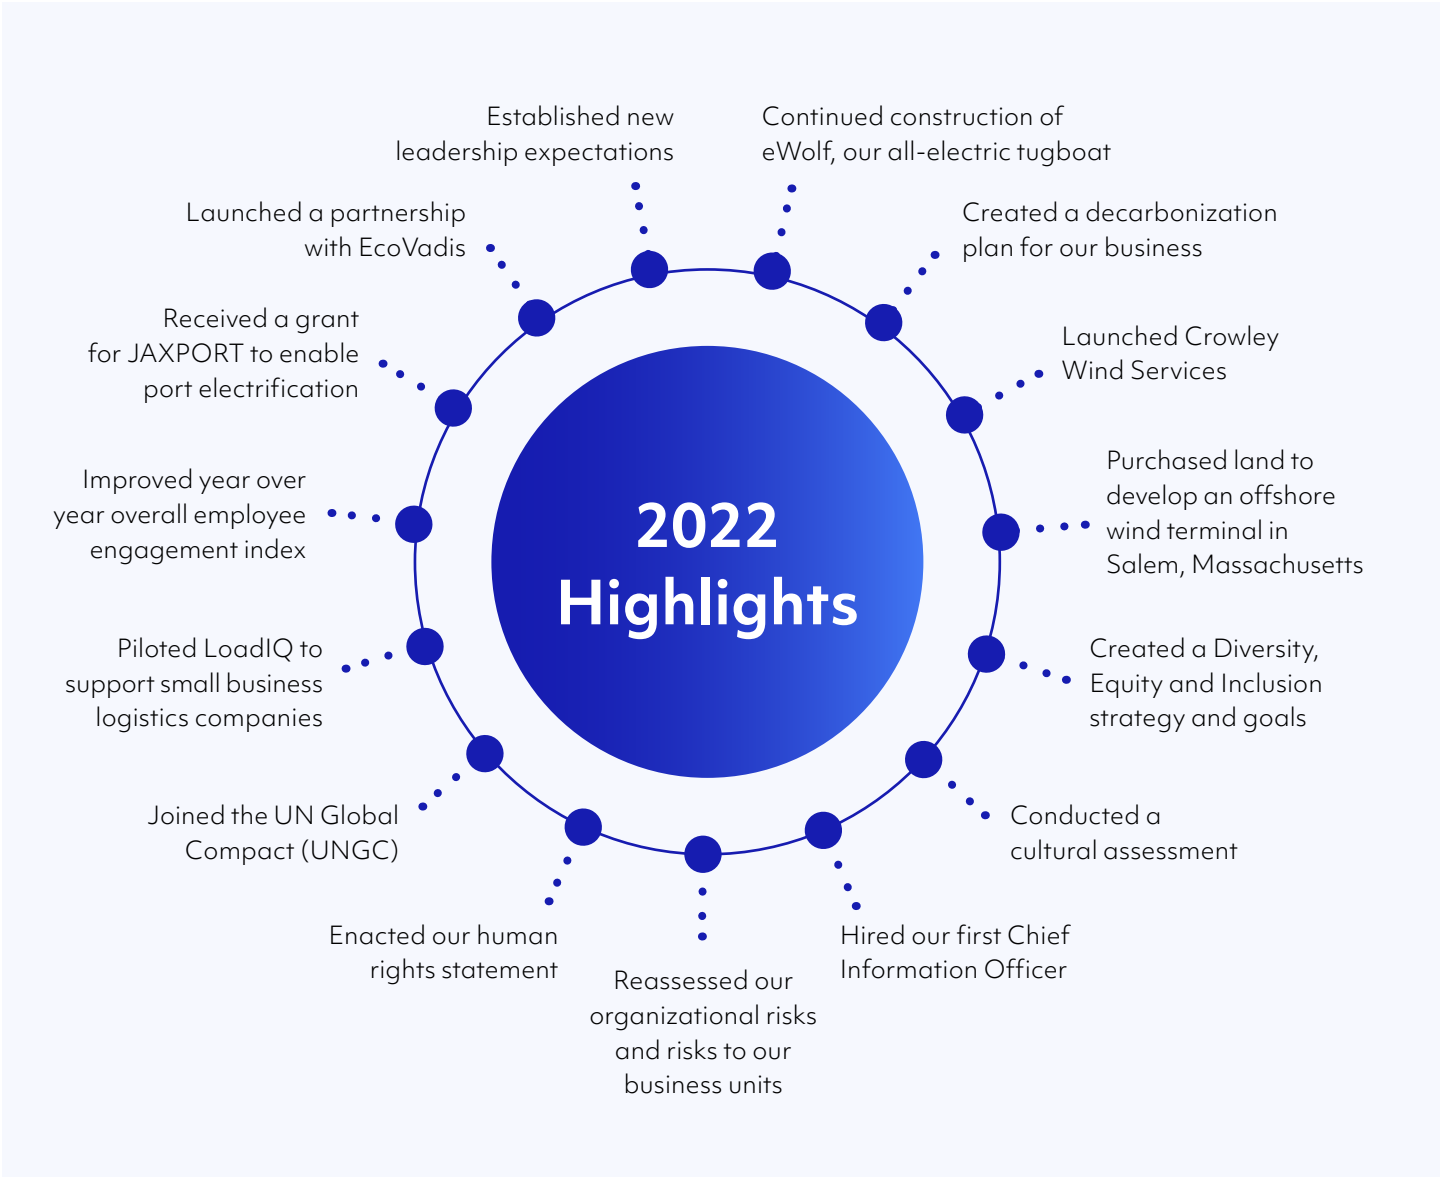 2022
Highlights
Continued construction of
eWolf, our all-electric tugboat
Created a decarbonization
plan for our business
Launched Crowley
Wind Services
Purchased land to
develop an offshore
wind terminal in
Salem, Massachusetts
Created a Diversity,
Equity and Inclusion
strategy and goals
Conducted a
cultural assessment
Hired our first Chief
Information Officer
Reassessed our
organizational risks
and risks to our
business units
Enacted our human
rights statement
Joined the UN Global
Compact (UNGC)
Piloted LoadIQ to
support small business
logistics companies
Improved year over
year overall employee
engagement index
Received a grant
for JAXPORT to enable
port electrification
Launched a partnership
with EcoVadis
Established new
leadership expectations